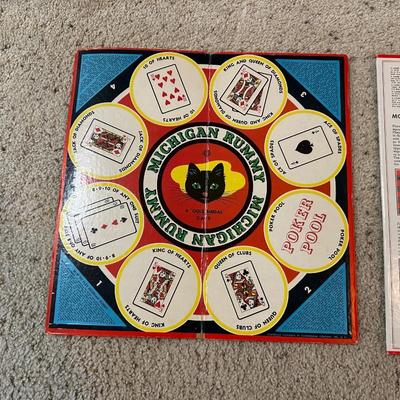 10 OF HEARTS
10 OF HEARTS
KING AND QUEEN OF DIAMONDS
KING AND QUEEN OF DIAMONDS
ACE OF SPADES
ACE OF SPADES
POKER POOL
POKER POOL
POKER POOL
QUEEN OF CLUBS
QUEEN OF CLUBS
KING OF HEARTS
KING OF HEARTS
8-9-10 OF ANY ONE SUIT
8-9-10 OF ANY ONE SUIT
JACK OF DIAMONDS
JACK OF DIAMONDS
MICHIGAN RUMMY
MICHIGAN RUMMY
GOLD MEDAL
GAME
3
4
1
2